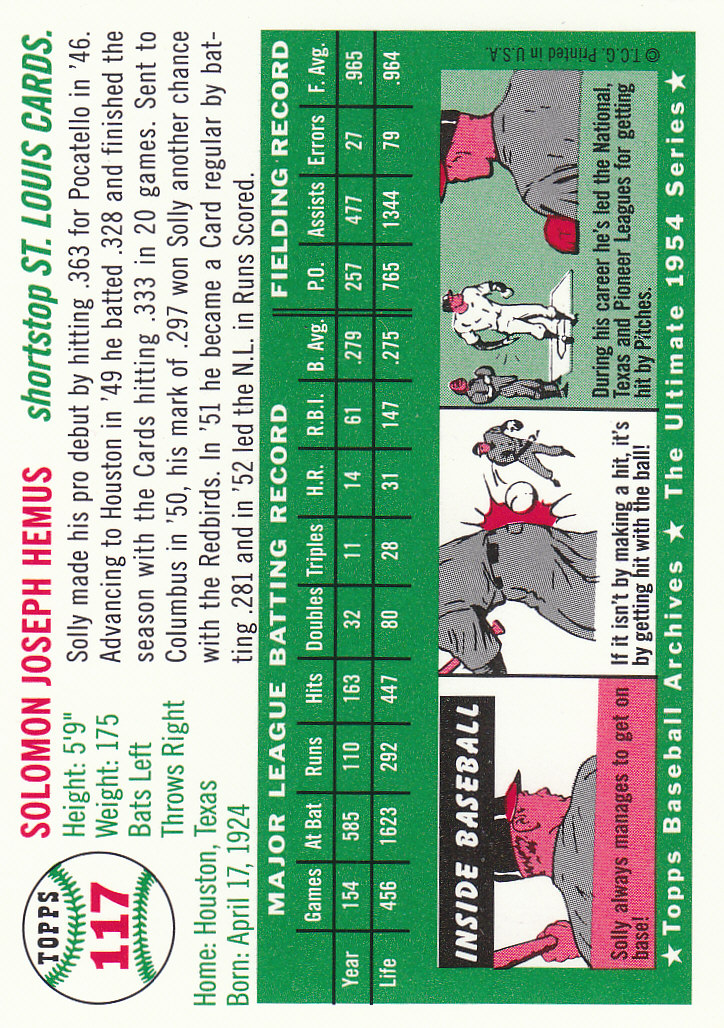 TOPPS
117
SOLOMON JOSEPH HEMUS shortstop ST. LOUIS CARDS.
Height: 5'9"
Weight: 175
Bats Left
Throws Right
Home: Houston, Texas
Born: April 17, 1924
Solly made his pro debut by hitting .363 for Pocatello in '46.
Advancing to Houston in '49 he batted .328 and finished the
season with the Cards hitting .333 in 20 games. Sent to
Columbus in '50, his mark of .297 won Solly another chance
with the Redbirds. In '51 he became a Card regular by bat-
ting .281 and in '52 led the N.L. in Runs Scored.
MAJOR LEAGUE BATTING RECORD FIELDING RECORD
Games At Bat Runs Hits Doubles Triples H.R. R.B.I. B. Avg. P.O. Assists Errors F. Avg.
Year 154 585 110 163 32 11 14 61 .279 257 477 27 .965
Life 456 1623 292 447 80 28 31 147 .275 765 1344 79 .964
INSIDE BASEBALL
Solly always manages to get on
base!
If it isn't by making a hit, it's
by getting hit with the ball!
During his career he's led the National,
Texas and Pioneer Leagues for getting
hit by Pitches.
© T.C.G. Printed in U.S.A.
★ Topps Baseball Archives ★ The Ultimate 1954 Series ★